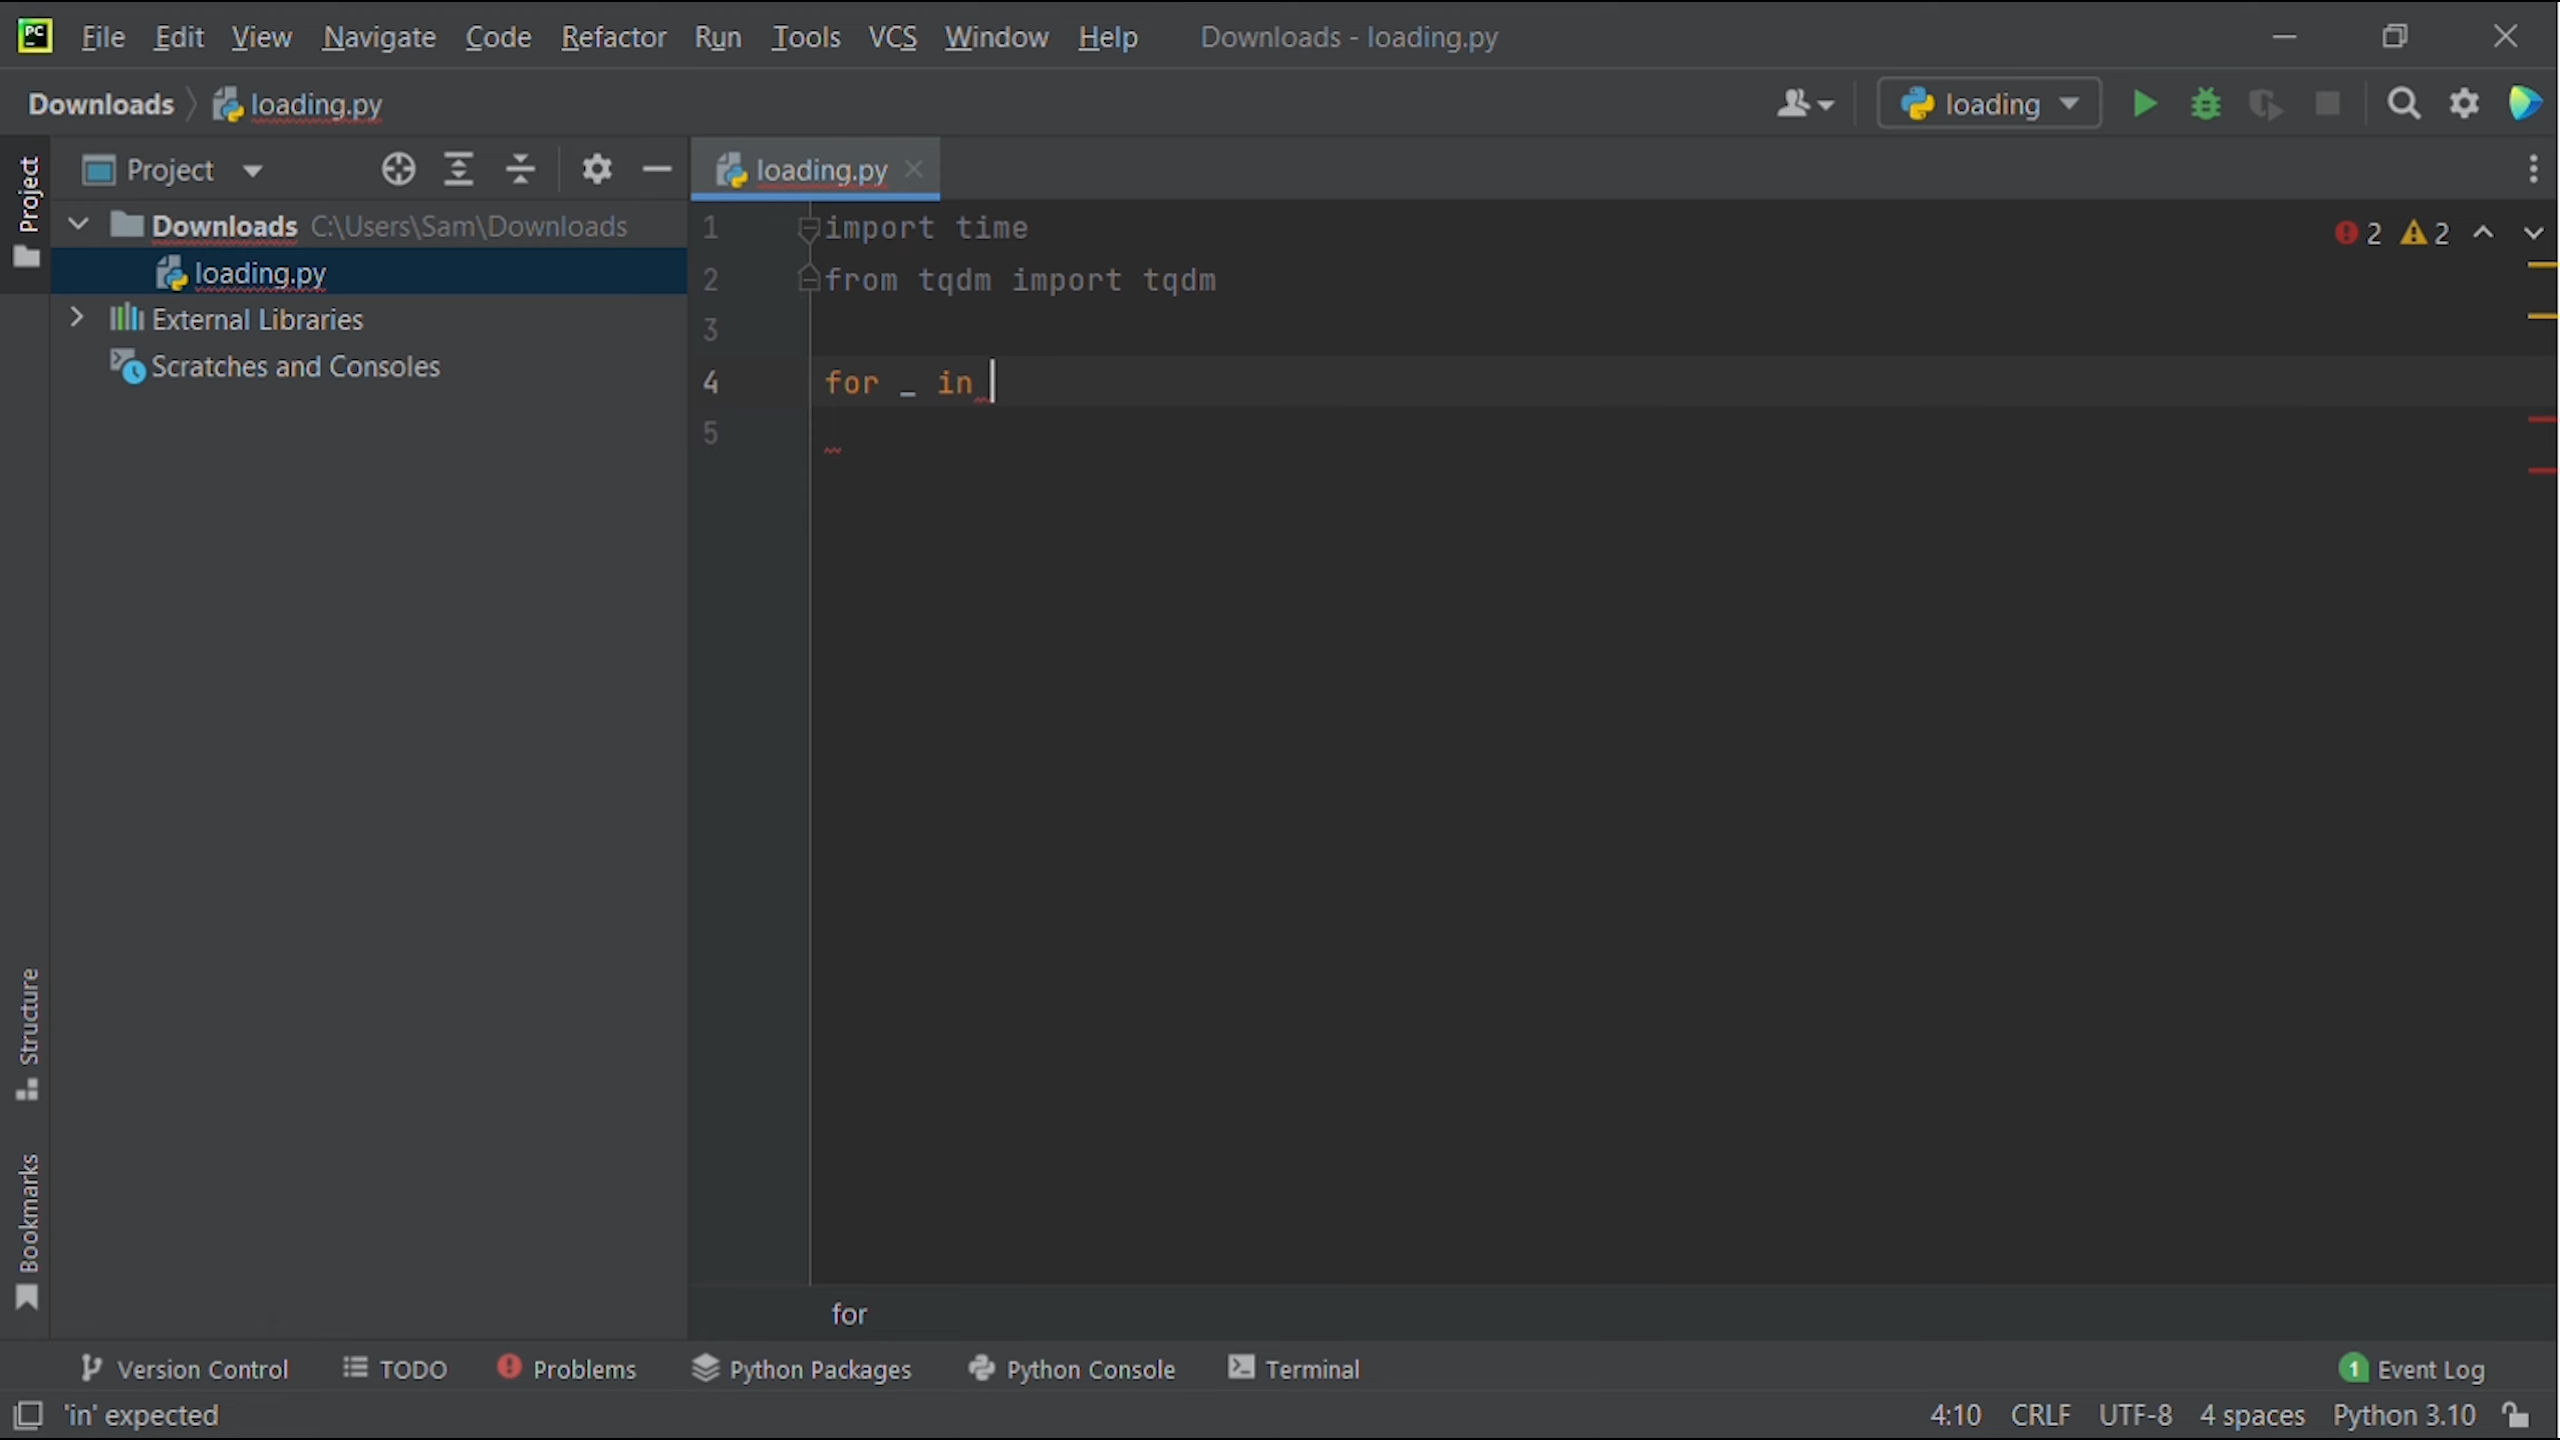 PC File Edit View Navigate Code Refactor Run Tools VCS Window Help Downloads - loading.py
Downloads loading.py loading
Project
Project
loading.py
Downloads C:\Users\Sam\Downloads
loading.py
External Libraries
Scratches and Consoles
1 import time
2 from tqdm import tqdm
3
4 for _ in
5
2 2
Structure
Bookmarks
for
Version Control TODO Problems Python Packages Python Console Terminal 1 Event Log
'in' expected 4:10 CRLF UTF-8 4 spaces Python 3.10